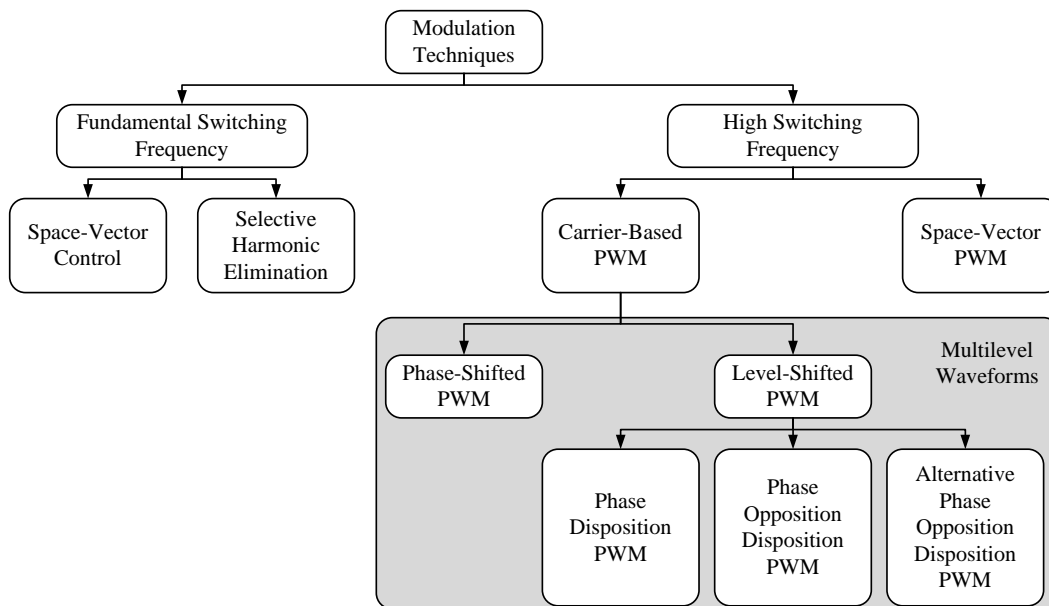 Modulation
Techniques
Fundamental Switching
Frequency
High Switching
Frequency
Space-Vector
Control
Selective
Harmonic
Elimination
Carrier-Based
PWM
Space-Vector
PWM
Multilevel
Waveforms
Phase-Shifted
PWM
Level-Shifted
PWM
Phase
Disposition
PWM
Phase
Opposition
Disposition
PWM
Alternative
Phase
Opposition
Disposition
PWM